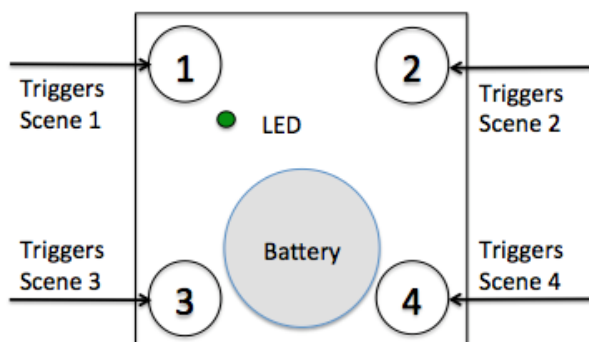 1
2
Triggers
Scene 1
Triggers
Scene 2
LED
Triggers
Scene 3
Battery
Triggers
Scene 4
3
4